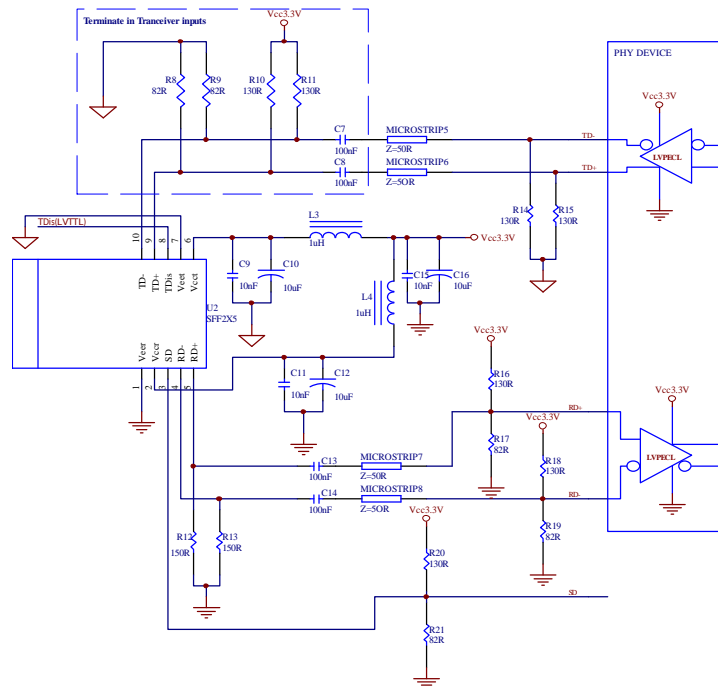 Terminate in Tranceiver inputs
Vcc3.3V
R8
82R
R9
82R
R10
130R
R11
130R
C7
100nF
MICROSTRIP5
Z=50R
C8
100nF
MICROSTRIP6
Z=5OR
PHY DEVICE
Vcc3.3V
TD-
TD+
LVPECL
R14
130R
R15
130R
TDis(LVTTL)
10
9
8
7
6
TD-
TD+
TDis
Veet
Vcct
U2
SFF2X5
Veer
Vccr
SD
RD-
RD+
1
2
3
4
5
L3
1uH
Vcc3.3V
C9
10nF
C10
10uF
C15
10nF
C16
10uF
L4
1uH
C11
10nF
C12
10uF
Vcc3.3V
R16
130R
R17
82R
RD+
Vcc3.3V
R18
130R
R19
82R
RD-
Vcc3.3V
LVPECL
C13
100nF
MICROSTRIP7
Z=50R
C14
100nF
MICROSTRIP8
Z=5OR
R12
150R
R13
150R
Vcc3.3V
R20
130R
R21
82R
SD